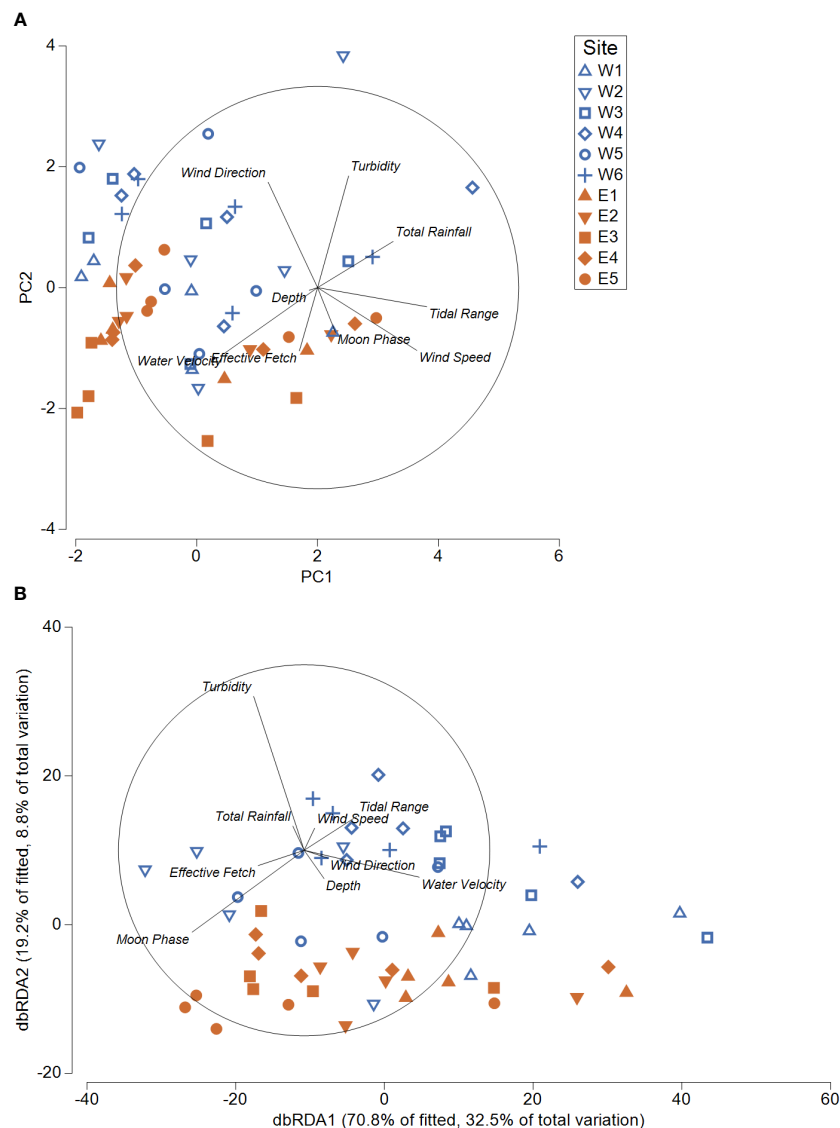 A
4
2
0
-2
-4
PC2
-2
0
2
4
6
PC1
Wind Direction
Turbidity
Total Rainfall
Depth
Tidal Range
Moon Phase
Water Velocity
Effective Fetch
Wind Speed
Site
W1
W2
W3
W4
W5
W6
E1
E2
E3
E4
E5
B
40
20
0
-20
dbRDA2 (19.2% of fitted, 8.8% of total variation)
Turbidity
Total Rainfall
Tidal Range
Wind Speed
Effective Fetch
Wind Direction
Depth
Water Velocity
Moon Phase
-40
-20
0
20
40
60
dbRDA1 (70.8% of fitted, 32.5% of total variation)